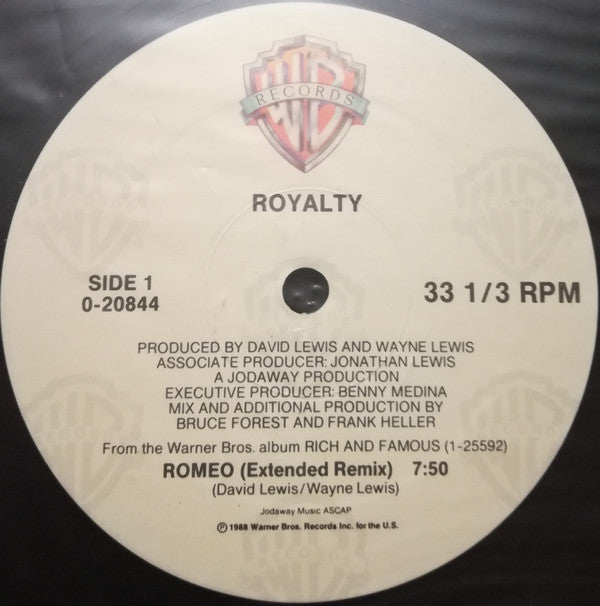 WB
RECORDS
ROYALTY
SIDE 1
0-20844
33 1/3 RPM
PRODUCED BY DAVID LEWIS AND WAYNE LEWIS
ASSOCIATE PRODUCER: JONATHAN LEWIS
A JODAWAY PRODUCTION
EXECUTIVE PRODUCER: BENNY MEDINA
MIX AND ADDITIONAL PRODUCTION BY
BRUCE FOREST AND FRANK HELLER
From the Warner Bros. album RICH AND FAMOUS (1-25592)
ROMEO (Extended Remix) 7:50
(David Lewis/Wayne Lewis)
Jodaway Music ASCAP
℗ 1988 Warner Bros. Records Inc. for the U.S.